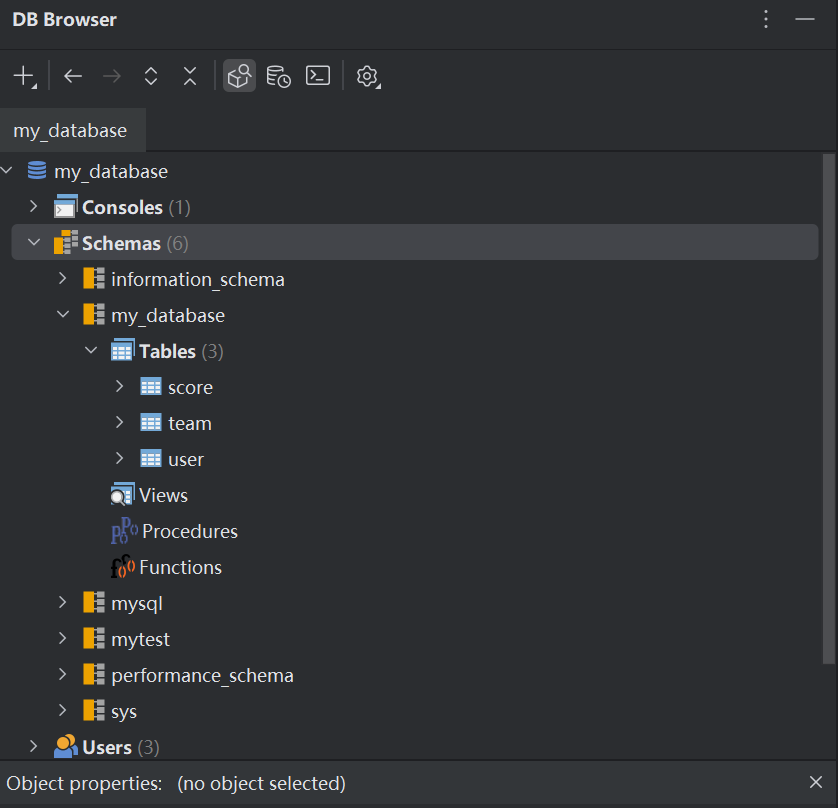 DB Browser
my_database
my_database
Consoles (1)
Schemas (6)
information_schema
my_database
Tables (3)
score
team
user
Views
Procedures
Functions
mysql
mytest
performance_schema
sys
Users (3)
Object properties: (no object selected)